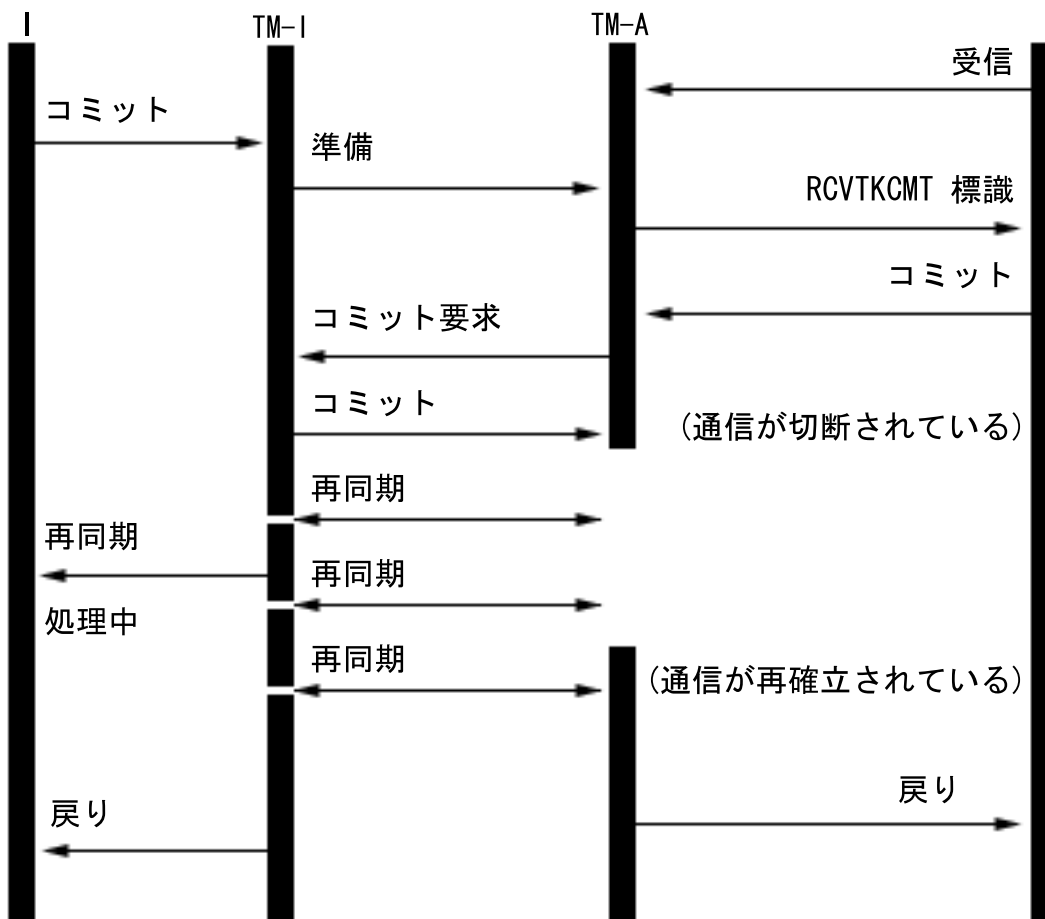 I
TM-I
TM-A
受信
コミット
準備
RCVTKCMT 標識
コミット
コミット要求
コミット
(通信が切断されている)
再同期
再同期
再同期
処理中
再同期
(通信が再確立されている)
戻り
戻り